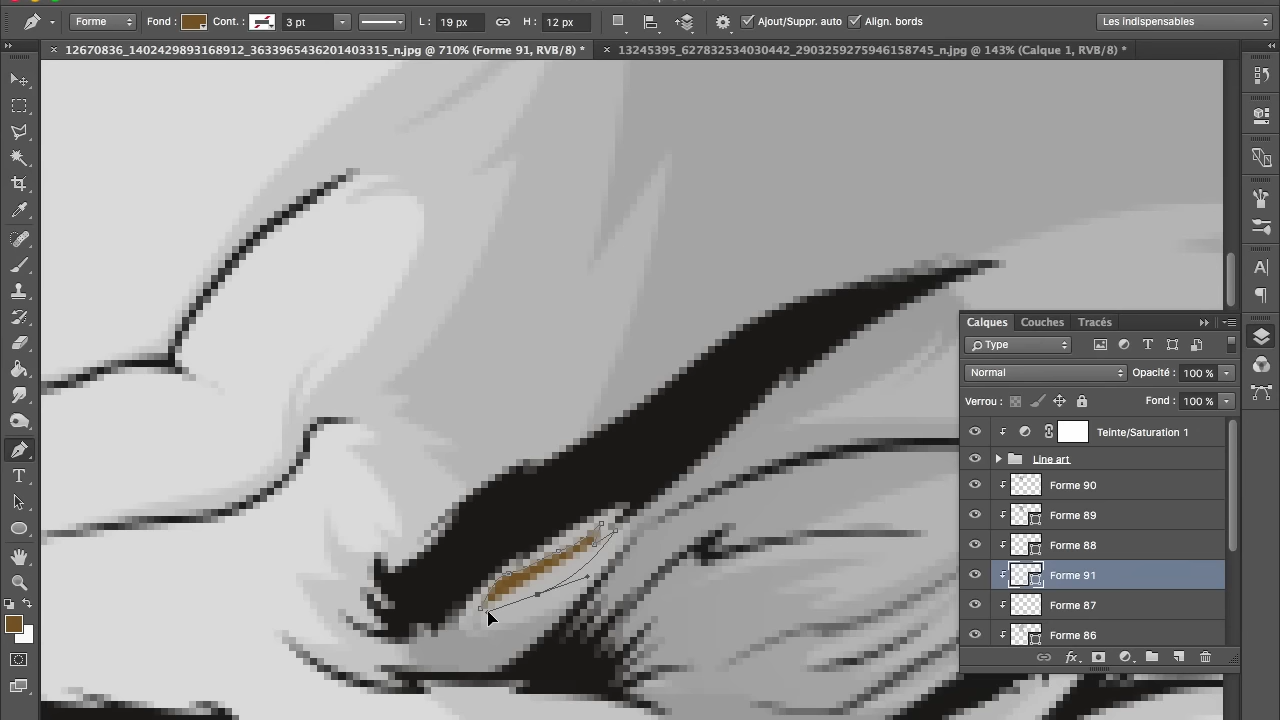 Forme Fond : Cont. : 3 pt L : 19 px H : 12 px Ajout/Suppr. auto Align. bords Les indispensables
× 12670836_1402429893168912_3633965436201403315_n.jpg @ 710% (Forme 91, RVB/8) * × 13245395_627832534030442_2903259275946158745_n.jpg @ 143% (Calque 1, RVB/8) *
Calques Couches Tracés
Type
Normal Opacité : 100 %
Verrou : Fond : 100 %
Teinte/Saturation 1
Line art
Forme 90
Forme 89
Forme 88
Forme 91
Forme 87
Forme 86
fx